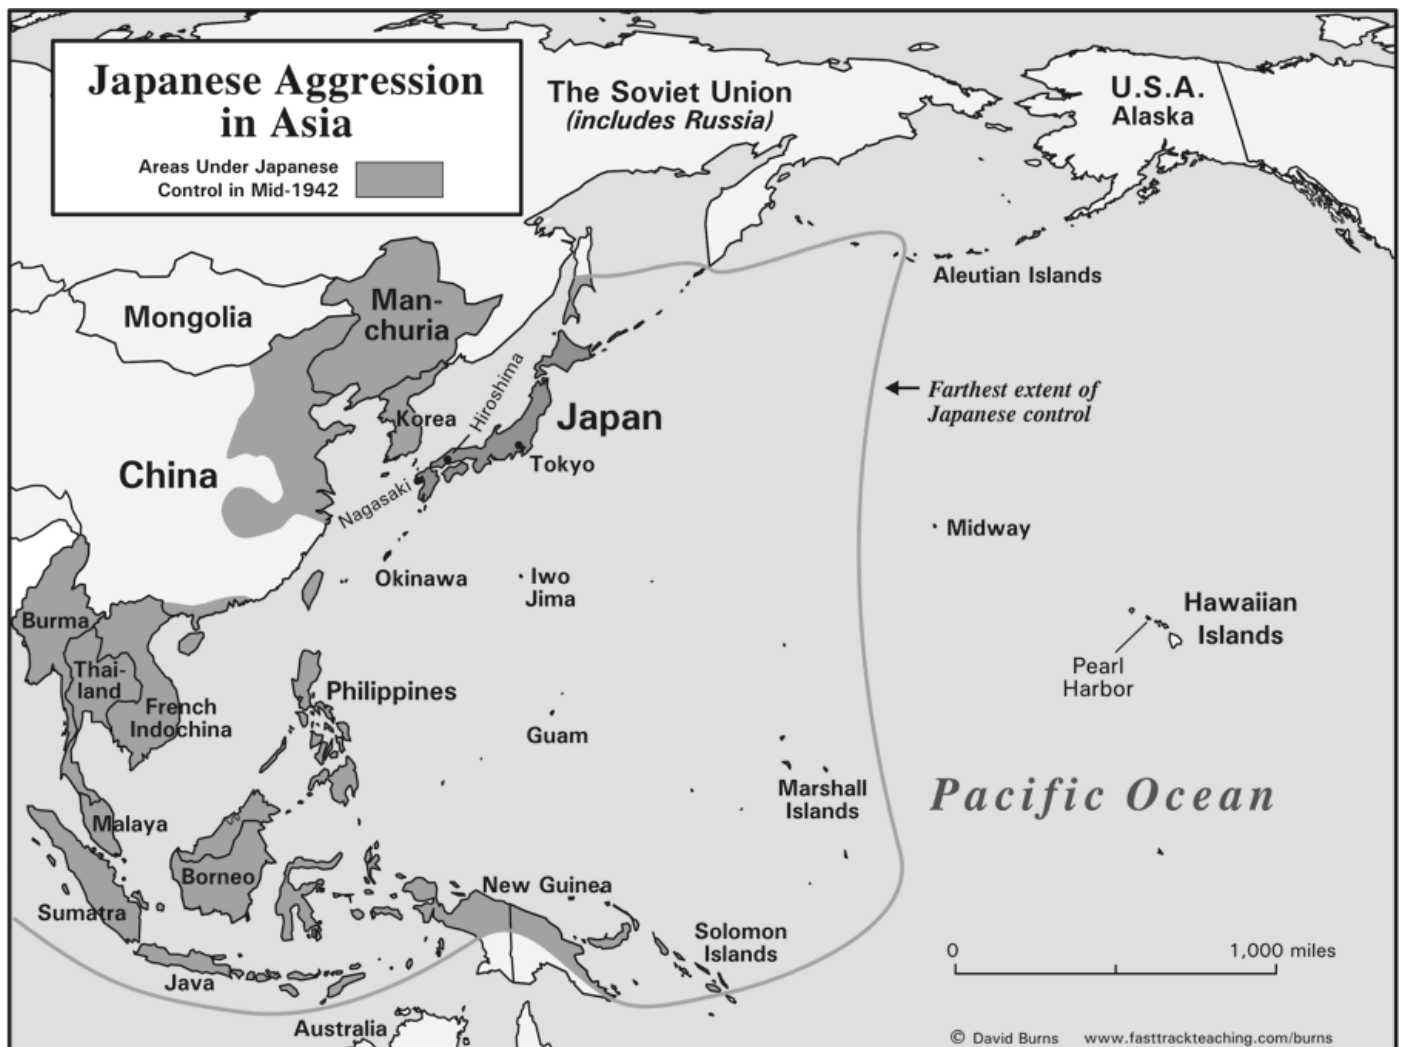 Japanese Aggression
in Asia
Areas Under Japanese
Control in Mid-1942
The Soviet Union
(includes Russia)
U.S.A.
Alaska
Aleutian Islands
Mongolia
Man-
churia
Farthest extent of
Japanese control
Hiroshima
Korea
Japan
Tokyo
China
Nagasaki
Midway
Okinawa
Iwo
Jima
Hawaiian
Islands
Pearl
Harbor
Burma
Thai-
land
French
Indochina
Philippines
Guam
Marshall
Islands
Pacific Ocean
Malaya
Borneo
New Guinea
Sumatra
Solomon
Islands
Java
0 1,000 miles
Australia
© David Burns www.fasttrackteaching.com/burns